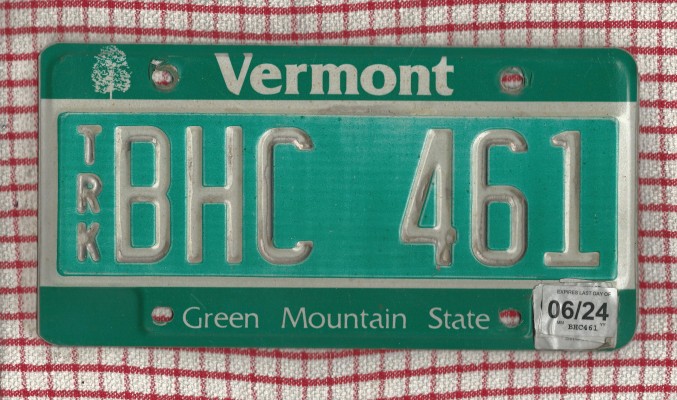 Vermont
TRK
BHC 461
Green Mountain State
EXPIRES LAST DAY OF
06/24
BHC461